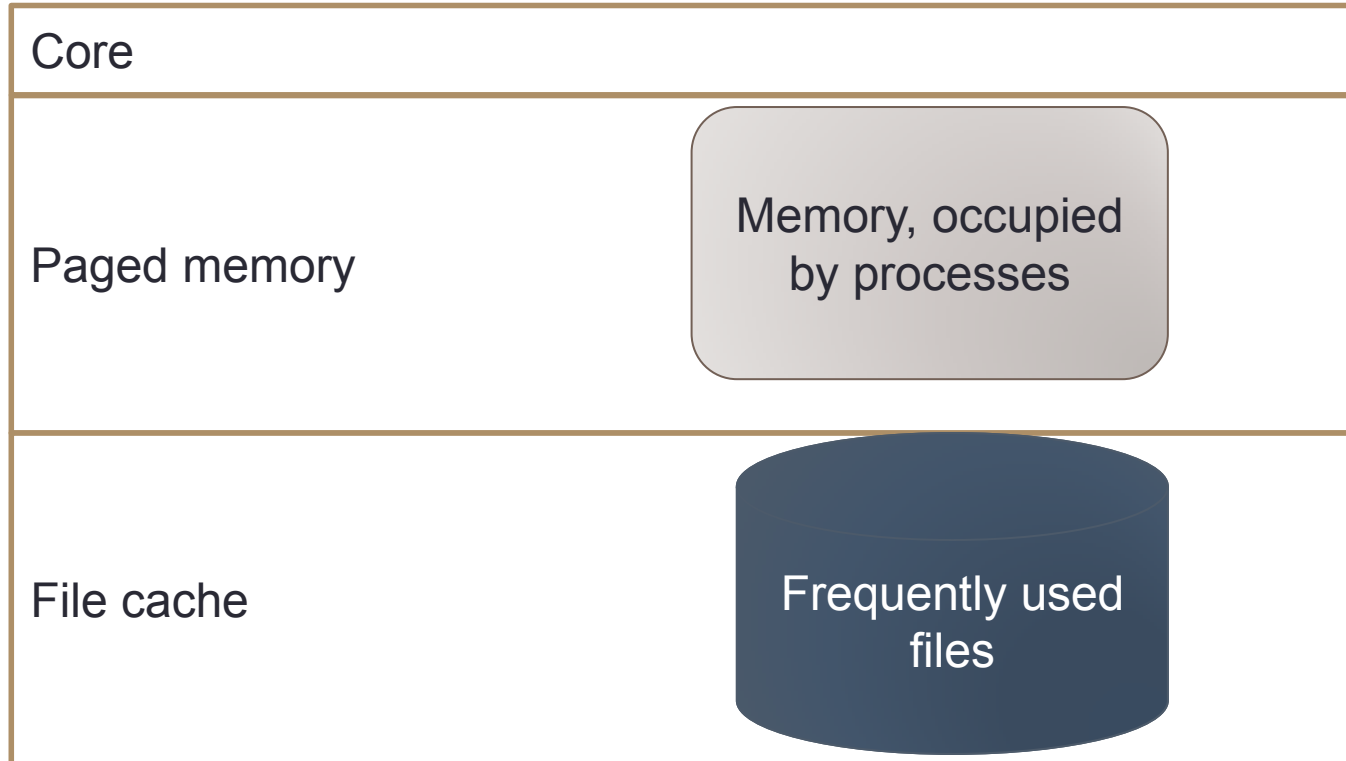 Core
Paged memory
Memory, occupied
by processes
File cache
Frequently used
files